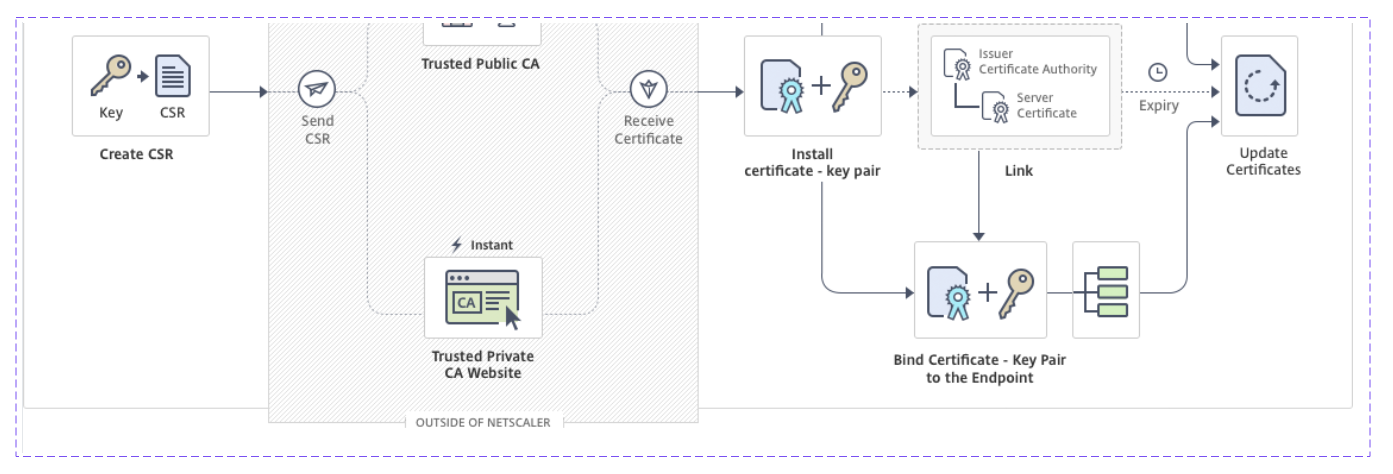 Trusted Public CA
Key
CSR
Create CSR
Send
CSR
Receive
Certificate
Install
certificate - key pair
Issuer
Certificate Authority
Server
Certificate
Link
Expiry
Update
Certificates
Instant
CA
Trusted Private
CA Website
Bind Certificate - Key Pair
to the Endpoint
OUTSIDE OF NETSCALER